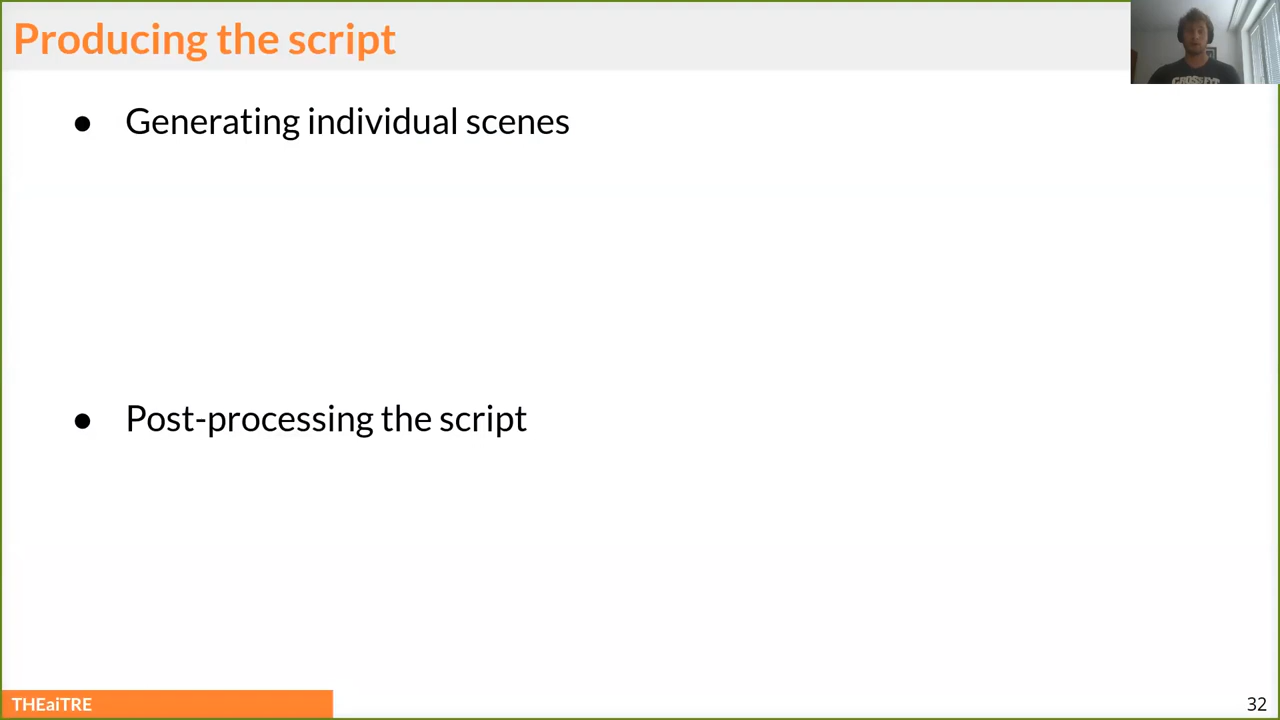 Producing the script
● Generating individual scenes
● Post-processing the script
THEaiTRE
32